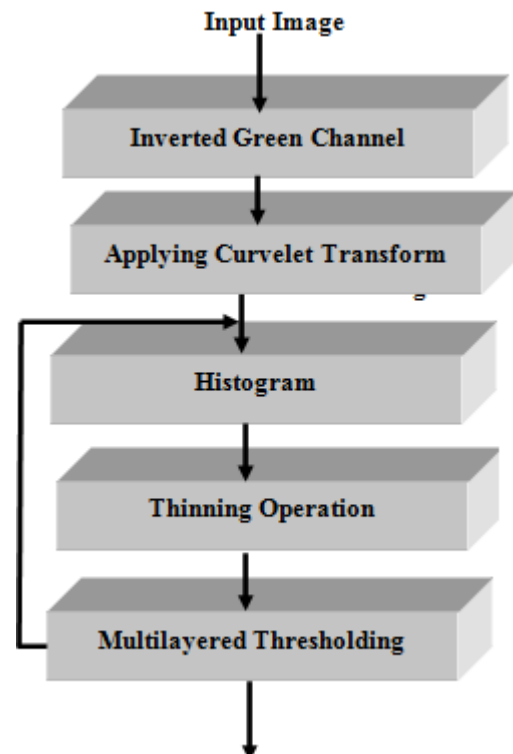 Input Image
Inverted Green Channel
Applying Curvelet Transform
Histogram
Thinning Operation
Multilayered Thresholding